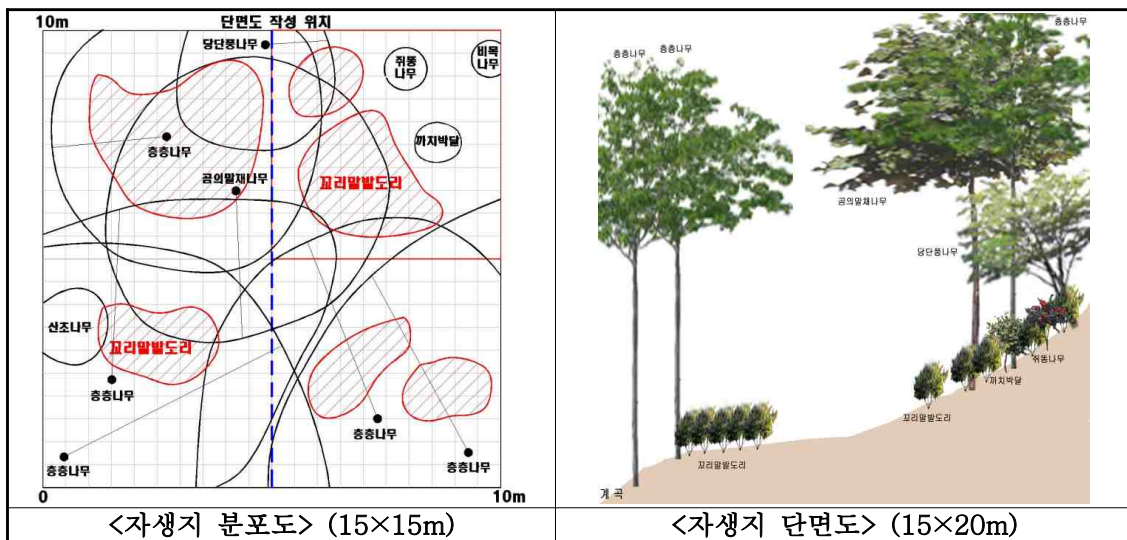 10m
단면도 작성 위치
당단풍나무
쥐똥
나무
비목
나무
까치박달
층층나무
곰의말채나무
꼬리말발도리
산조나무
꼬리말발도리
층층나무
층층나무
층층나무
층층나무
0
10m
층층나무
층층나무
층층나무
곰의말채나무
당단풍나무
쥐똥나무
까치박달
꼬리말발도리
꼬리말발도리
계곡
<자생지 분포도> (15×15m)
<자생지 단면도> (15×20m)